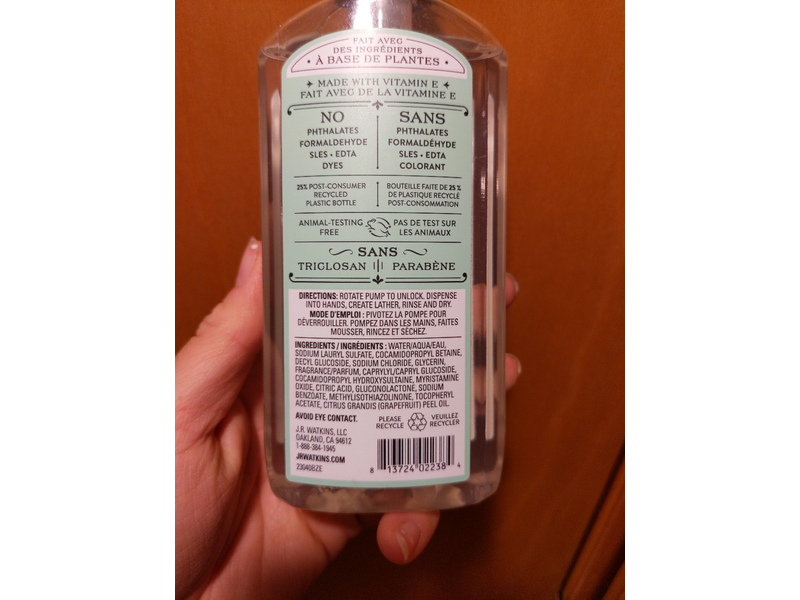 FAIT AVEC
DES INGRÉDIENTS
• À BASE DE PLANTES •
MADE WITH VITAMIN E
FAIT AVEC DE LA VITAMINE E
NO
PHTHALATES
FORMALDEHYDE
SLES • EDTA
DYES
SANS
PHTHALATES
FORMALDÉHYDE
SLES • EDTA
COLORANT
25% POST-CONSUMER
RECYCLED
PLASTIC BOTTLE
BOUTEILLE FAITE DE 25 %
DE PLASTIQUE RECYCLÉ
POST-CONSOMMATION
ANIMAL-TESTING
FREE
PAS DE TEST SUR
LES ANIMAUX
SANS
TRICLOSAN PARABÈNE
DIRECTIONS: ROTATE PUMP TO UNLOCK. DISPENSE
INTO HANDS, CREATE LATHER, RINSE AND DRY.
MODE D'EMPLOI : PIVOTEZ LA POMPE POUR
DÉVERROUILLER. POMPEZ DANS LES MAINS, FAITES
MOUSSER, RINCEZ ET SÉCHEZ.
INGREDIENTS / INGRÉDIENTS : WATER/AQUA/EAU,
SODIUM LAURYL SULFATE, COCAMIDOPROPYL BETAINE,
DECYL GLUCOSIDE, SODIUM CHLORIDE, GLYCERIN,
FRAGRANCE/PARFUM, CAPRYLYL/CAPRYL GLUCOSIDE,
COCAMIDOPROPYL HYDROXYSULTAINE, MYRISTAMINE
OXIDE, CITRIC ACID, GLUCONOLACTONE, SODIUM
BENZOATE, METHYLISOTHIAZOLINONE, TOCOPHERYL
ACETATE, CITRUS GRANDIS (GRAPEFRUIT) PEEL OIL.
AVOID EYE CONTACT.
J.R. WATKINS, LLC
OAKLAND, CA 94612
1-888-384-1945
JRWATKINS.COM
23040BZE
PLEASE
RECYCLE
VEUILLEZ
RECYCLER
8 13724 02238 4